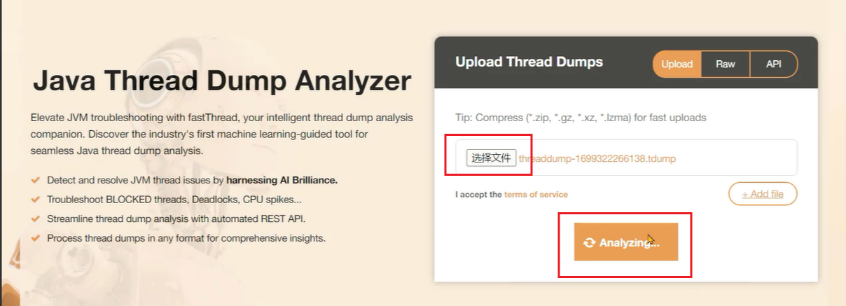 Java Thread Dump Analyzer
Elevate JVM troubleshooting with fastThread, your intelligent thread dump analysis
companion. Discover the industry's first machine learning-guided tool for
seamless Java thread dump analysis.
Detect and resolve JVM thread issues by harnessing AI Brilliance.
Troubleshoot BLOCKED threads, Deadlocks, CPU spikes...
Streamline thread dump analysis with automated REST API.
Process thread dumps in any format for comprehensive insights.
Upload Thread Dumps
Upload Raw API
Tip: Compress (*.zip, *.gz, *.xz, *.lzma) for fast uploads
选择文件 threaddump-1699322266138.tdump
I accept the terms of service
+ Add file
Analyzing...